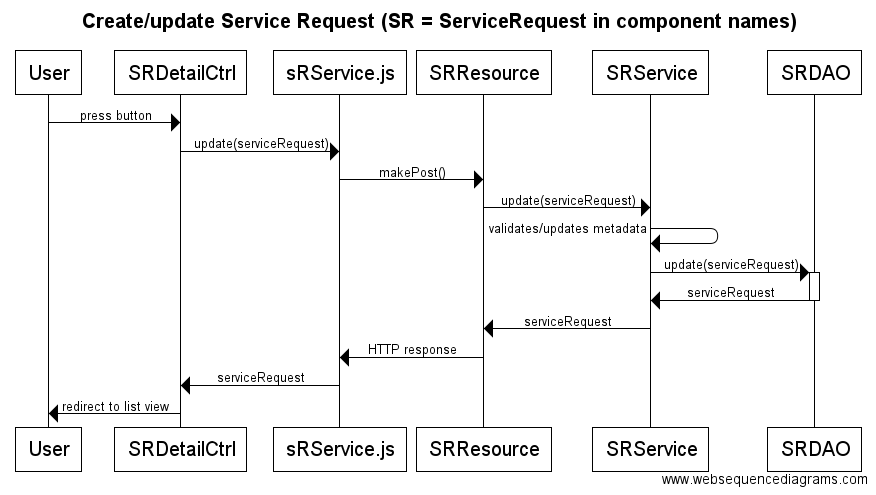 Create/update Service Request (SR = ServiceRequest in component names)
User SRDetailCtrl sRService.js SRResource SRService SRDAO
press button
update(serviceRequest)
makePost()
update(serviceRequest)
validates/updates metadata
update(serviceRequest)
serviceRequest
serviceRequest
HTTP response
serviceRequest
redirect to list view
User SRDetailCtrl sRService.js SRResource SRService SRDAO
www.websequencediagrams.com